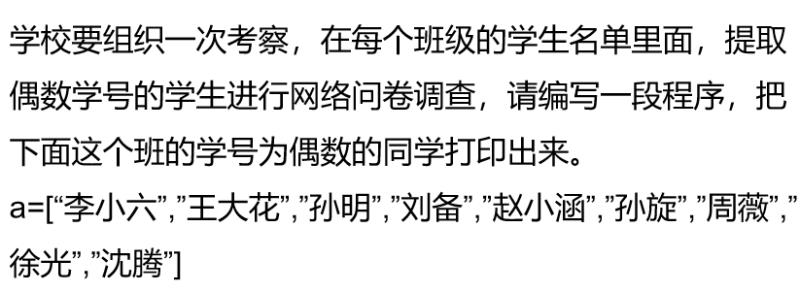 学校要组织一次考察，在每个班级的学生名单里面，提取
偶数学号的学生进行网络问卷调查，请编写一段程序，把
下面这个班的学号为偶数的同学打印出来。
a=[“李小六”,”王大花”,”孙明”,”刘备”,”赵小涵”,”孙旋”,”周薇”,”
徐光”,”沈腾”]